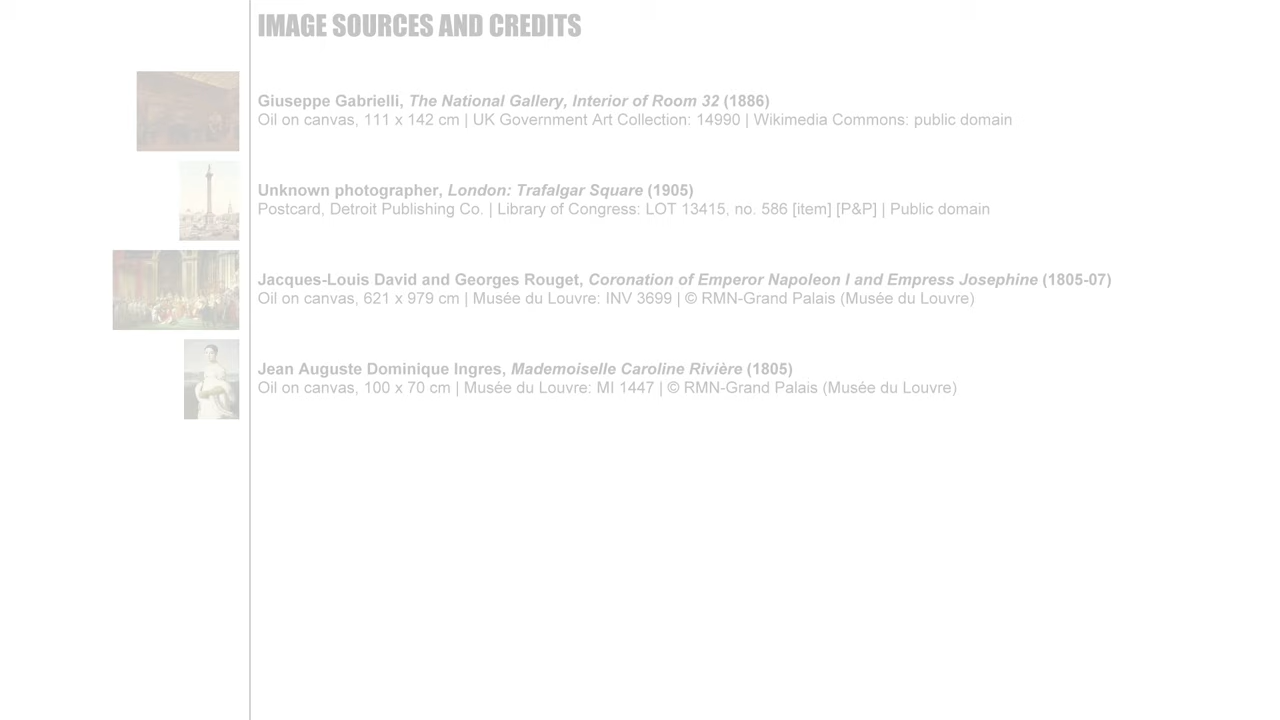 IMAGE SOURCES AND CREDITS
Giuseppe Gabrielli, The National Gallery, Interior of Room 32 (1886)
Oil on canvas, 111 x 142 cm | UK Government Art Collection: 14990 | Wikimedia Commons: public domain
Unknown photographer, London: Trafalgar Square (1905)
Postcard, Detroit Publishing Co. | Library of Congress: LOT 13415, no. 586 [item] [P&P] | Public domain
Jacques-Louis David and Georges Rouget, Coronation of Emperor Napoleon I and Empress Josephine (1805-07)
Oil on canvas, 621 x 979 cm | Musée du Louvre: INV 3699 | © RMN-Grand Palais (Musée du Louvre)
Jean Auguste Dominique Ingres, Mademoiselle Caroline Rivière (1805)
Oil on canvas, 100 x 70 cm | Musée du Louvre: MI 1447 | © RMN-Grand Palais (Musée du Louvre)